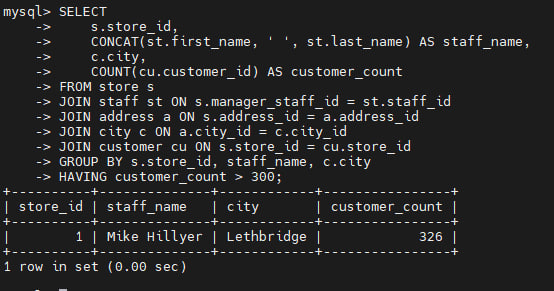 mysql> SELECT
    ->     s.store_id,
    ->     CONCAT(st.first_name, ' ', st.last_name) AS staff_name,
    ->     c.city,
    ->     COUNT(cu.customer_id) AS customer_count
    -> FROM store s
    -> JOIN staff st ON s.manager_staff_id = st.staff_id
    -> JOIN address a ON s.address_id = a.address_id
    -> JOIN city c ON a.city_id = c.city_id
    -> JOIN customer cu ON s.store_id = cu.store_id
    -> GROUP BY s.store_id, staff_name, c.city
    -> HAVING customer_count > 300;
+----------+--------------+------------+----------------+
| store_id | staff_name   | city       | customer_count |
+----------+--------------+------------+----------------+
|        1 | Mike Hillyer | Lethbridge |            326 |
+----------+--------------+------------+----------------+
1 row in set (0.00 sec)